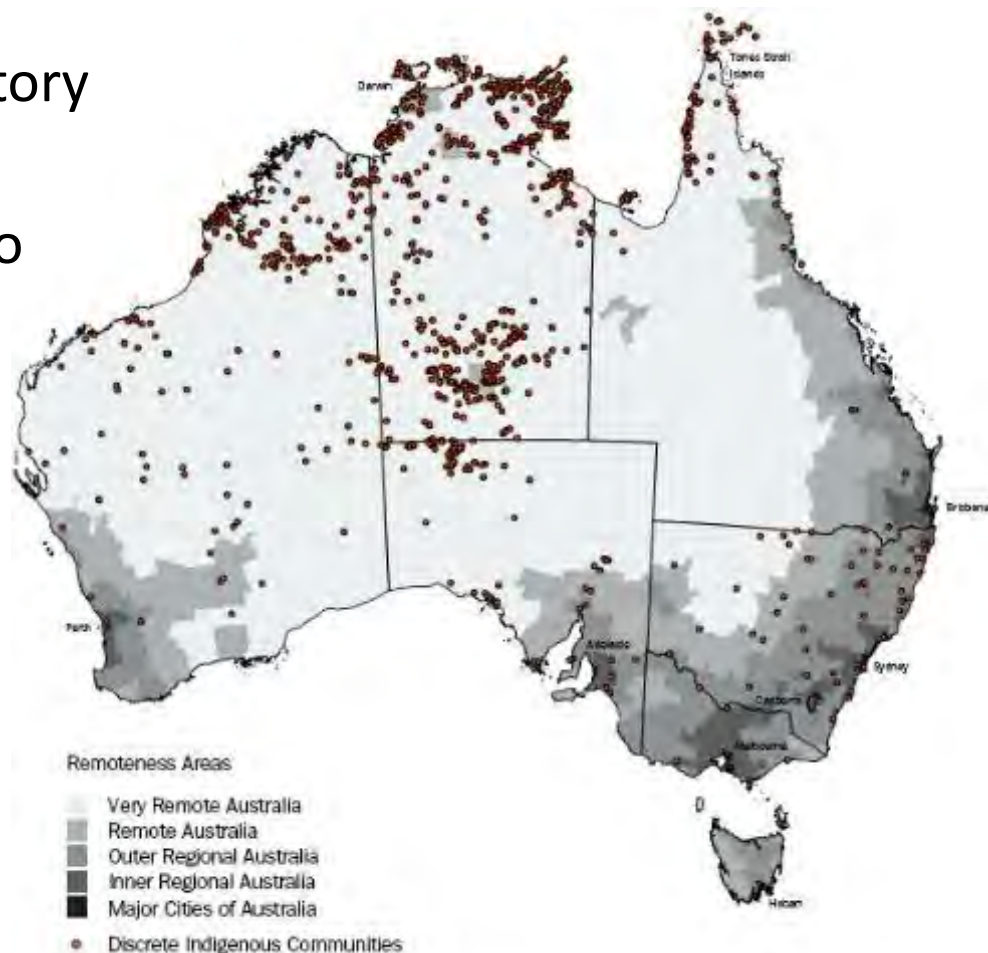 tory
o
Darwin
Torres Strait
Islands
Brisbane
Perth
Adelaide
Sydney
Canberra
Melbourne
Hobart
Remoteness Areas
Very Remote Australia
Remote Australia
Outer Regional Australia
Inner Regional Australia
Major Cities of Australia
Discrete Indigenous Communities